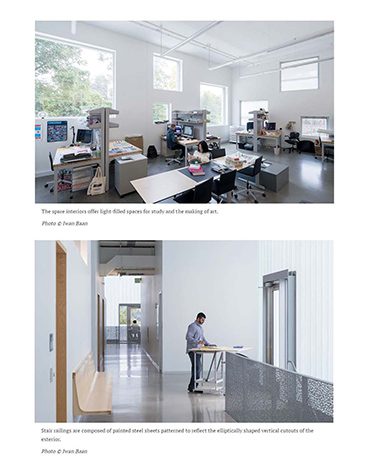 The space interiors offer light-filled spaces for study and the making of art.
Photo © Iwan Baan
Stair railings are composed of painted steel sheets patterned to reflect the elliptically shaped vertical cutouts of the
exterior.
Photo © Iwan Baan